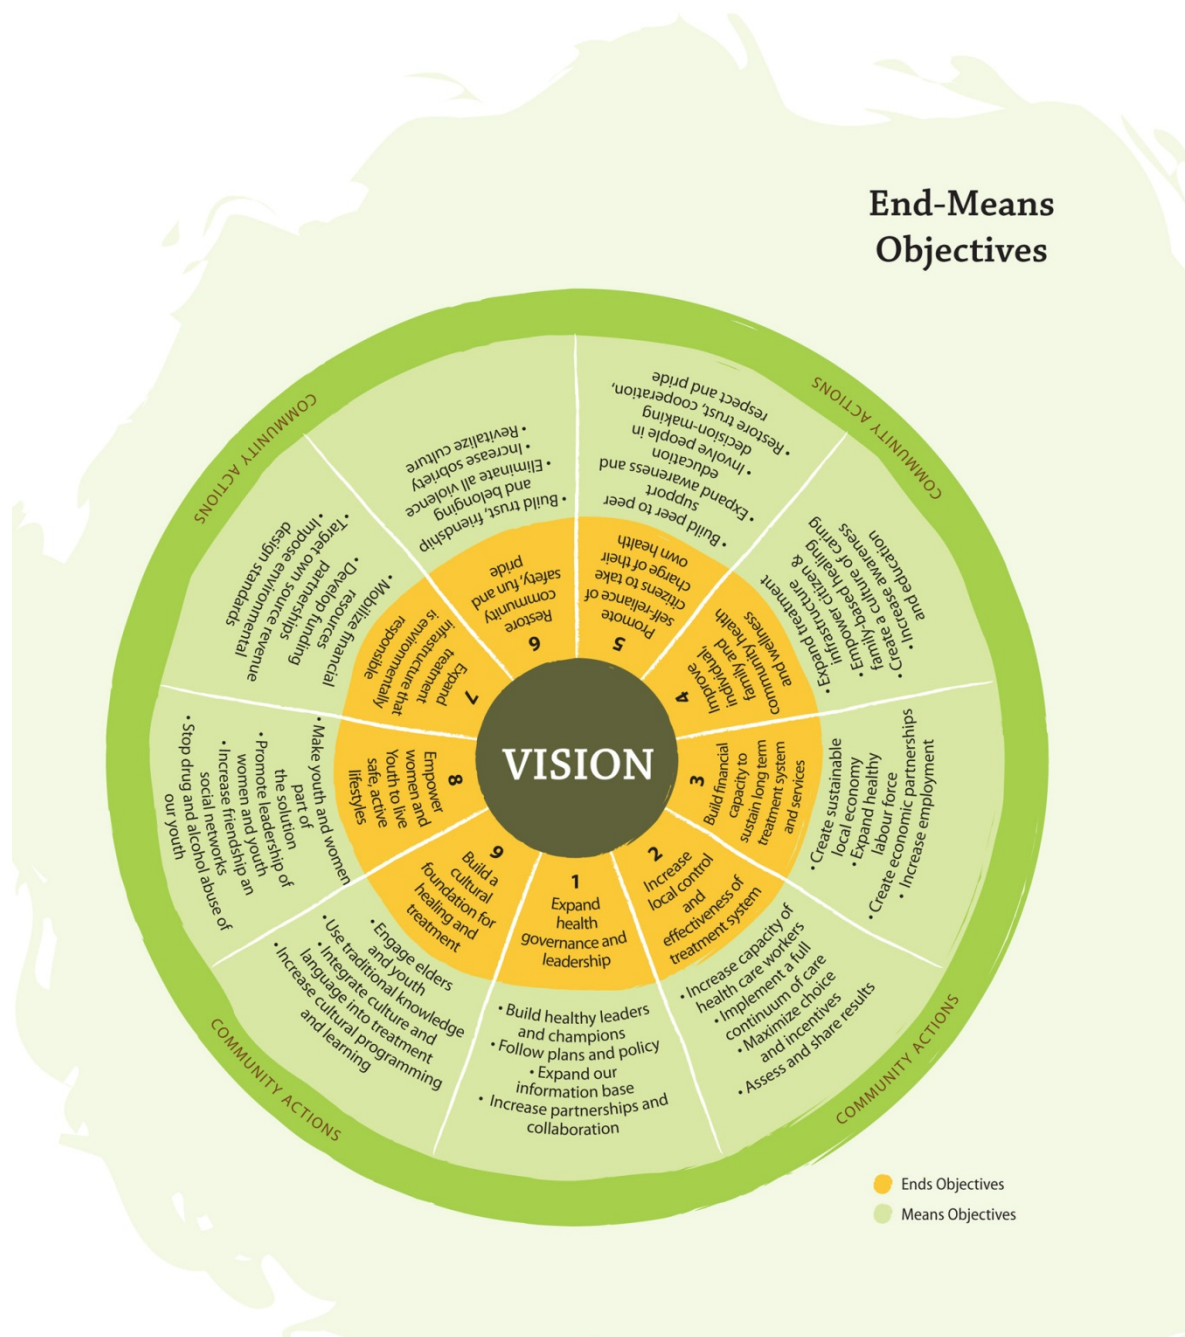 End-Means
Objectives
VISION
1
Expand
health
governance and
leadership
• Build healthy leaders
and champions
• Follow plans and policy
• Expand our
information base
• Increase partnerships and
collaboration
2
Increase
local control
and
effectiveness of
treatment system
• Increase capacity of
health care workers
• Implement a full
continuum of care
• Maximize choice
and incentives
• Assess and share results
3
Build financial
capacity to
sustain long term
treatment system
and services
• Create sustainable
local economy
• Expand healthy
labour force
• Create economic partnerships
• Increase employment
4
Improve
individual,
family and
community health
and wellness
• Expand treatment
infrastructure
• Empower citizen &
family-based healing
• Create a culture of caring
• Increase awareness
and education
5
Promote
self-reliance of
citizens to take
charge of their
own health
• Build peer to peer
support
• Expand awareness and
education
• Involve people in
decision-making
• Restore trust, cooperation,
respect and pride
6
Restore
community
safety, fun and
pride
• Build trust, friendship
and belonging
• Eliminate all violence
• Increase sobriety
• Revitalize culture
7
Expand
treatment
infrastructure that
is environmentally
responsible
• Mobilize financial
resources
• Develop funding
partnerships
• Target own source revenue
• Impose environmental
design standards
8
Empower
women and
Youth to live
safe, active
lifestyles
• Make youth and women
part of
the solution
• Promote leadership of
women and youth
• Increase friendship an
social networks
• Stop drug and alcohol abuse of
our youth
9
Build a
cultural
foundation for
healing and
treatment
• Engage elders
and youth
• Use traditional knowledge
• Integrate culture and
language into treatment
• Increase cultural programming
and learning
COMMUNITY ACTIONS
COMMUNITY ACTIONS
COMMUNITY ACTIONS
COMMUNITY ACTIONS
Ends Objectives
Means Objectives